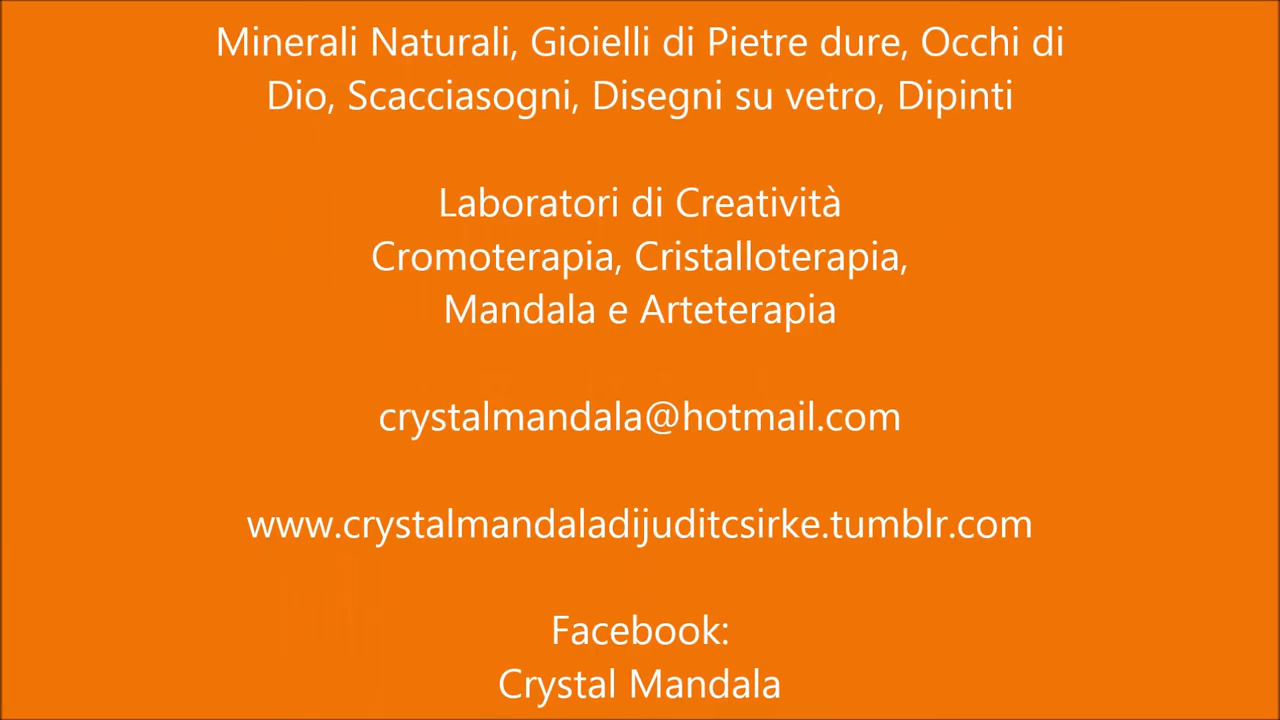 Minerali Naturali, Gioielli di Pietre dure, Occhi di
Dio, Scacciasogni, Disegni su vetro, Dipinti
Laboratori di Creatività
Cromoterapia, Cristalloterapia,
Mandala e Arteterapia
crystalmandala@hotmail.com
www.crystalmandaladijuditcsirke.tumblr.com
Facebook:
Crystal Mandala